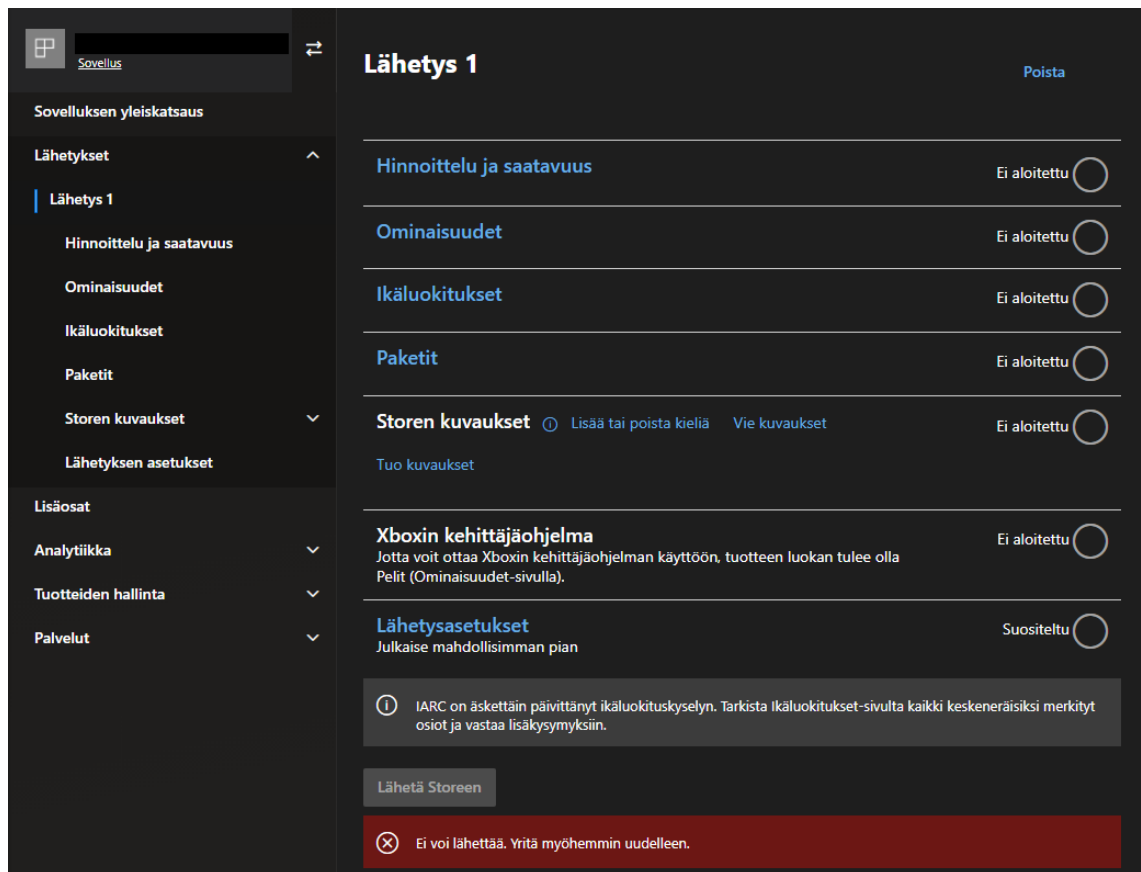 Sovellus
Sovelluksen yleiskatsaus
Lähetykset
Lähetys 1
Hinnoittelu ja saatavuus
Ominaisuudet
Ikäluokitukset
Paketit
Storen kuvaukset
Lähetyksen asetukset
Lisäosat
Analytiikka
Tuotteiden hallinta
Palvelut
Lähetys 1
Poista
Hinnoittelu ja saatavuus
Ei aloitettu
Ominaisuudet
Ei aloitettu
Ikäluokitukset
Ei aloitettu
Paketit
Ei aloitettu
Storen kuvaukset Lisää tai poista kieliä Vie kuvaukset
Ei aloitettu
Tuo kuvaukset
Xboxin kehittäjäohjelma
Ei aloitettu
Jotta voit ottaa Xboxin kehittäjäohjelman käyttöön, tuotteen luokan tulee olla
Pelit (Ominaisuudet-sivulla).
Lähetysasetukset
Suositeltu
Julkaise mahdollisimman pian
IARC on äskettäin päivittänyt ikäluokituskyselyn. Tarkista Ikäluokitukset-sivulta kaikki keskeneräisiksi merkityt
osiot ja vastaa lisäkysymyksiin.
Lähetä Storeen
Ei voi lähettää. Yritä myöhemmin uudelleen.